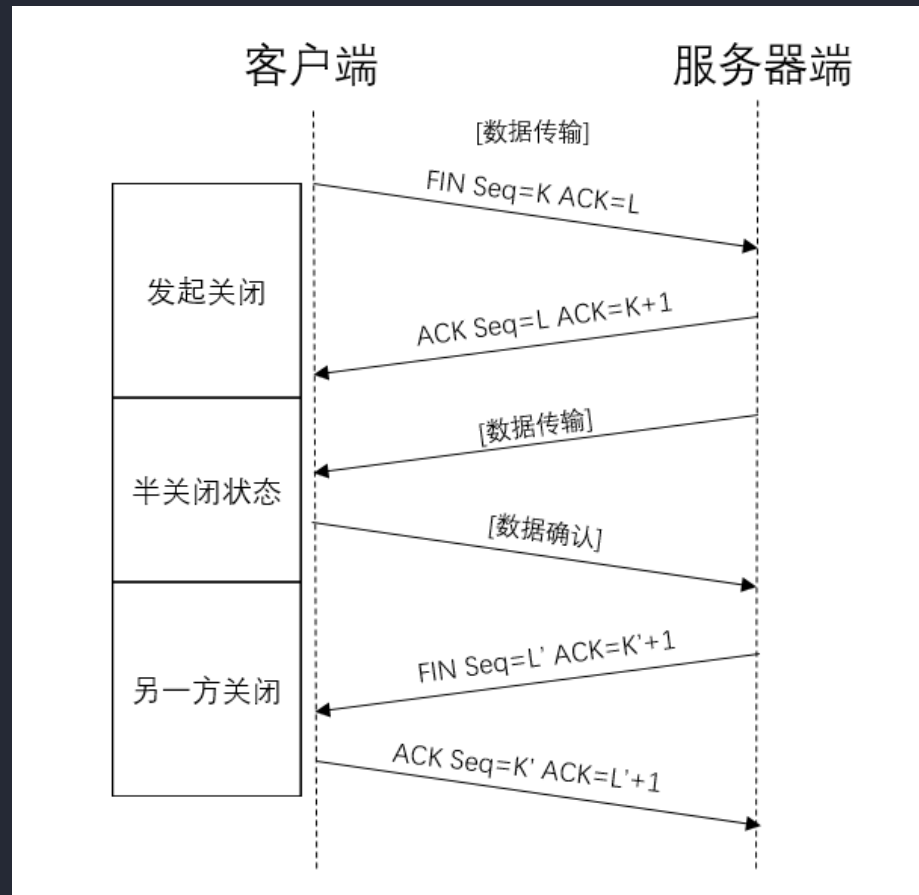 客户端
服务器端
[数据传输]
FIN Seq=K ACK=L
发起关闭
ACK Seq=L ACK=K+1
[数据传输]
半关闭状态
[数据确认]
FIN Seq=L’ ACK=K’+1
另一方关闭
ACK Seq=K’ ACK=L’+1